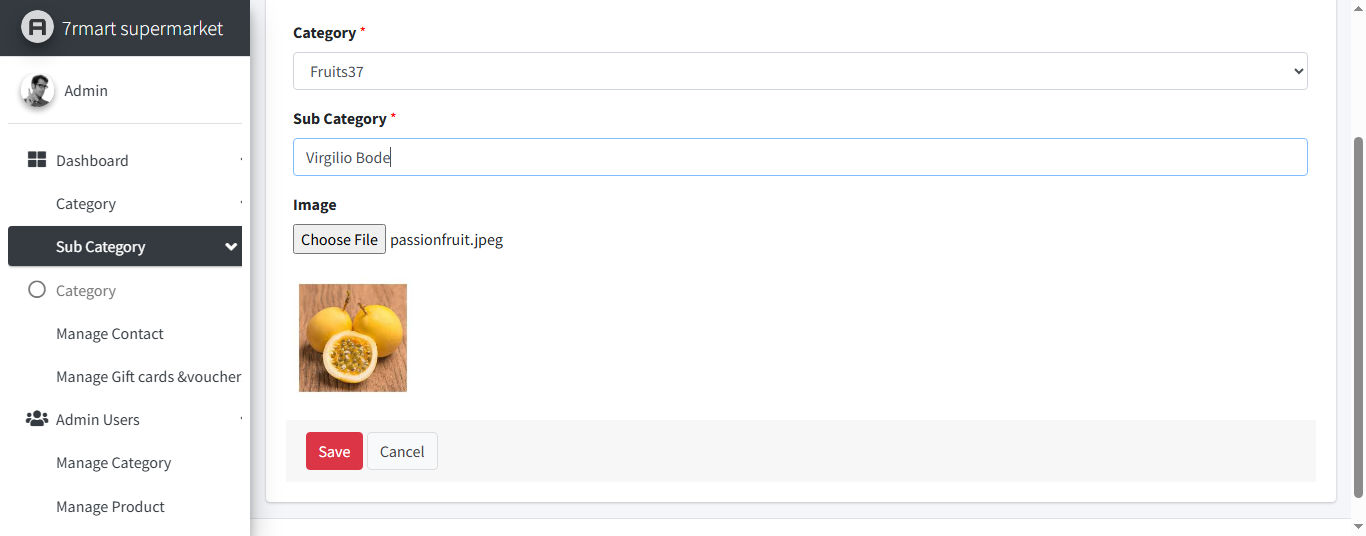 7rmart supermarket
Admin
Dashboard
Category
Sub Category
Category
Manage Contact
Manage Gift cards &voucher
Admin Users
Manage Category
Manage Product
Category *
Fruits37
Sub Category *
Virgilio Bode
Image
Choose File passionfruit.jpeg
Save Cancel